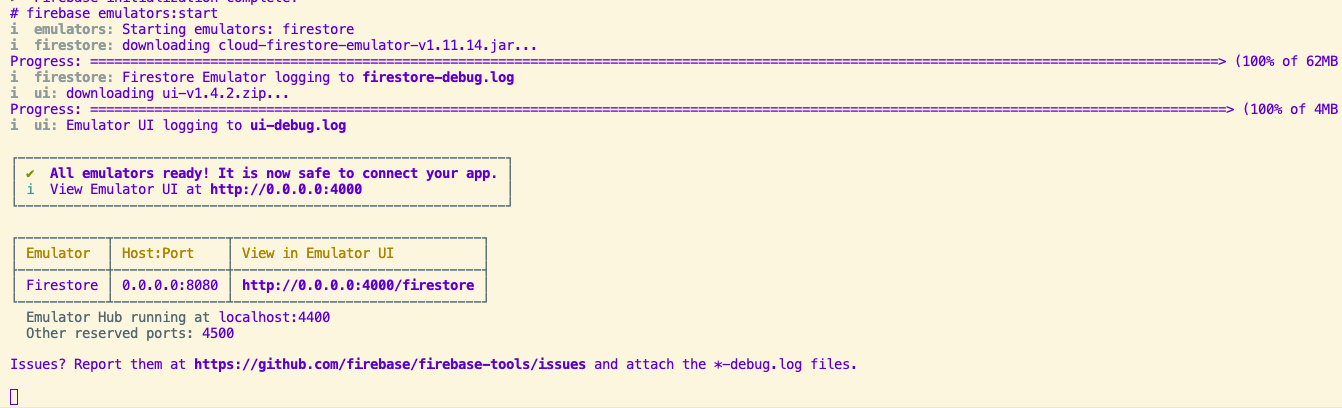 Firebase initialization complete!
# firebase emulators:start
i  emulators: Starting emulators: firestore
i  firestore: downloading cloud-firestore-emulator-v1.11.14.jar...
Progress: ============================================================================================================================================> (100% of 62MB
i  firestore: Firestore Emulator logging to firestore-debug.log
i  ui: downloading ui-v1.4.2.zip...
Progress: =============================================================================================================================================> (100% of 4MB
i  ui: Emulator UI logging to ui-debug.log
✔  All emulators ready! It is now safe to connect your app.
i  View Emulator UI at http://0.0.0.0:4000
Emulator Host:Port View in Emulator UI
Firestore 0.0.0.0:8080 http://0.0.0.0:4000/firestore
Emulator Hub running at localhost:4400
Other reserved ports: 4500
Issues? Report them at https://github.com/firebase/firebase-tools/issues and attach the *-debug.log files.